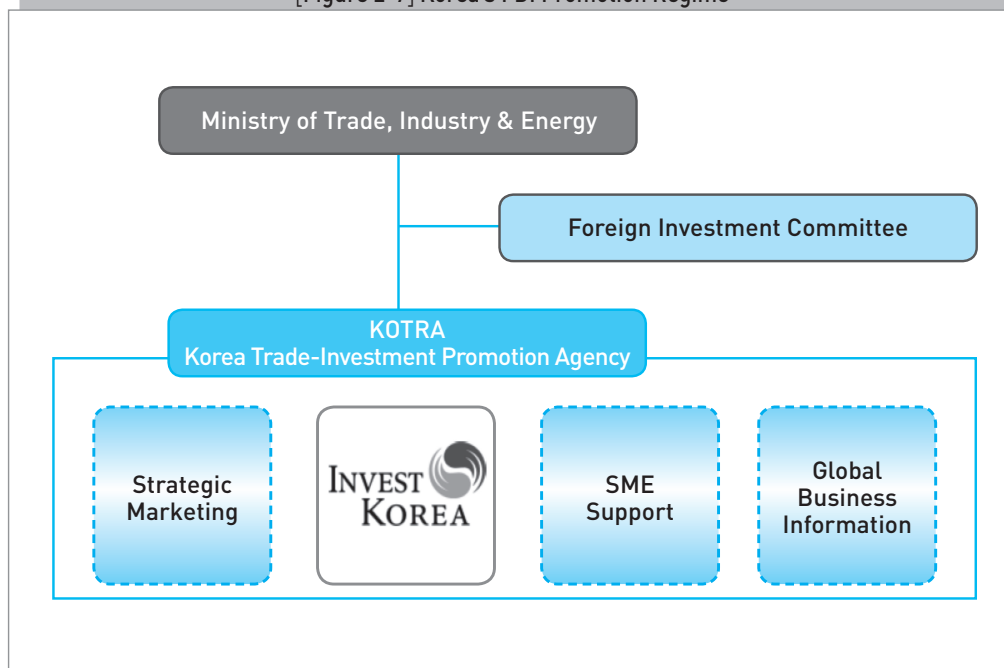 Ministry of Trade, Industry & Energy
Foreign Investment Committee
KOTRA
Korea Trade-Investment Promotion Agency
Strategic
Marketing
INVEST
KOREA
SME
Support
Global
Business
Information